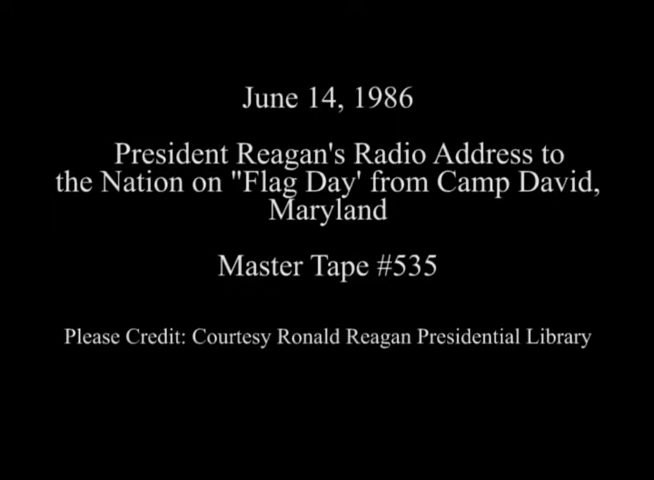 June 14, 1986
President Reagan's Radio Address to
the Nation on "Flag Day' from Camp David,
Maryland
Master Tape #535
Please Credit: Courtesy Ronald Reagan Presidential Library